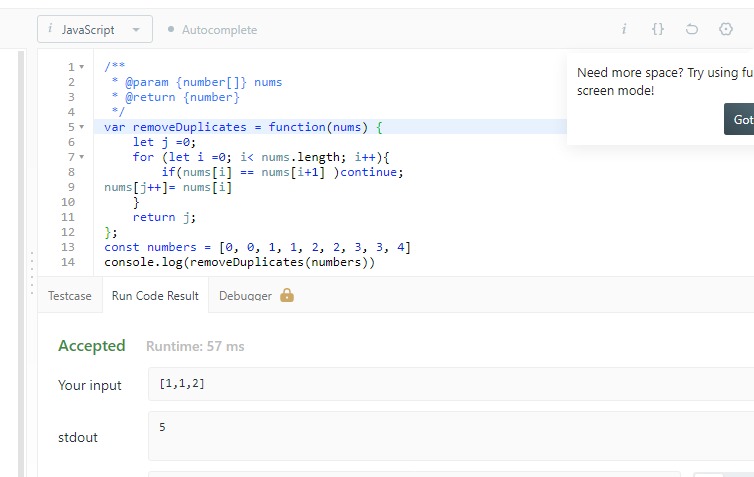 i JavaScript
Autocomplete
i {}
Need more space? Try using fu
screen mode!
Got
1 /**
2 * @param {number[]} nums
3 * @return {number}
4 */
5 var removeDuplicates = function(nums) {
6 let j =0;
7 for (let i =0; i< nums.length; i++){
8 if(nums[i] == nums[i+1] )continue;
9 nums[j++]= nums[i]
10 }
11 return j;
12 };
13 const numbers = [0, 0, 1, 1, 2, 2, 3, 3, 4]
14 console.log(removeDuplicates(numbers))
Testcase Run Code Result Debugger
Accepted Runtime: 57 ms
Your input [1,1,2]
stdout 5